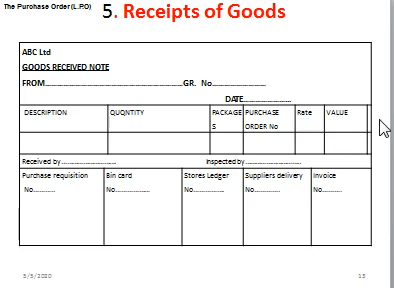 The Purchase Order(L.P.O)
5. Receipts of Goods
ABC Ltd
GOODS RECEIVED NOTE
FROM..................................................GR. No....................
DATE..................
DESCRIPTION QUQNTITY PACKAGES PURCHASE ORDER No Rate VALUE
Received by........................ Inspected by........................
Purchase requisition Bin card Stores Ledger Suppliers delivery Invoice
No.......... No.............. No............ No............ No..........
5/5/2020 15